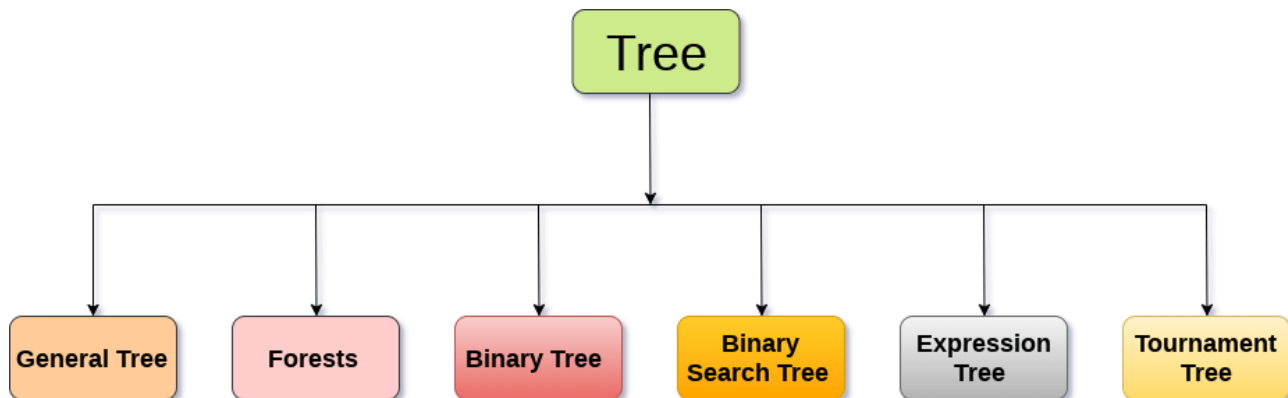 Tree
General Tree
Forests
Binary Tree
Binary
Search Tree
Expression
Tree
Tournament
Tree